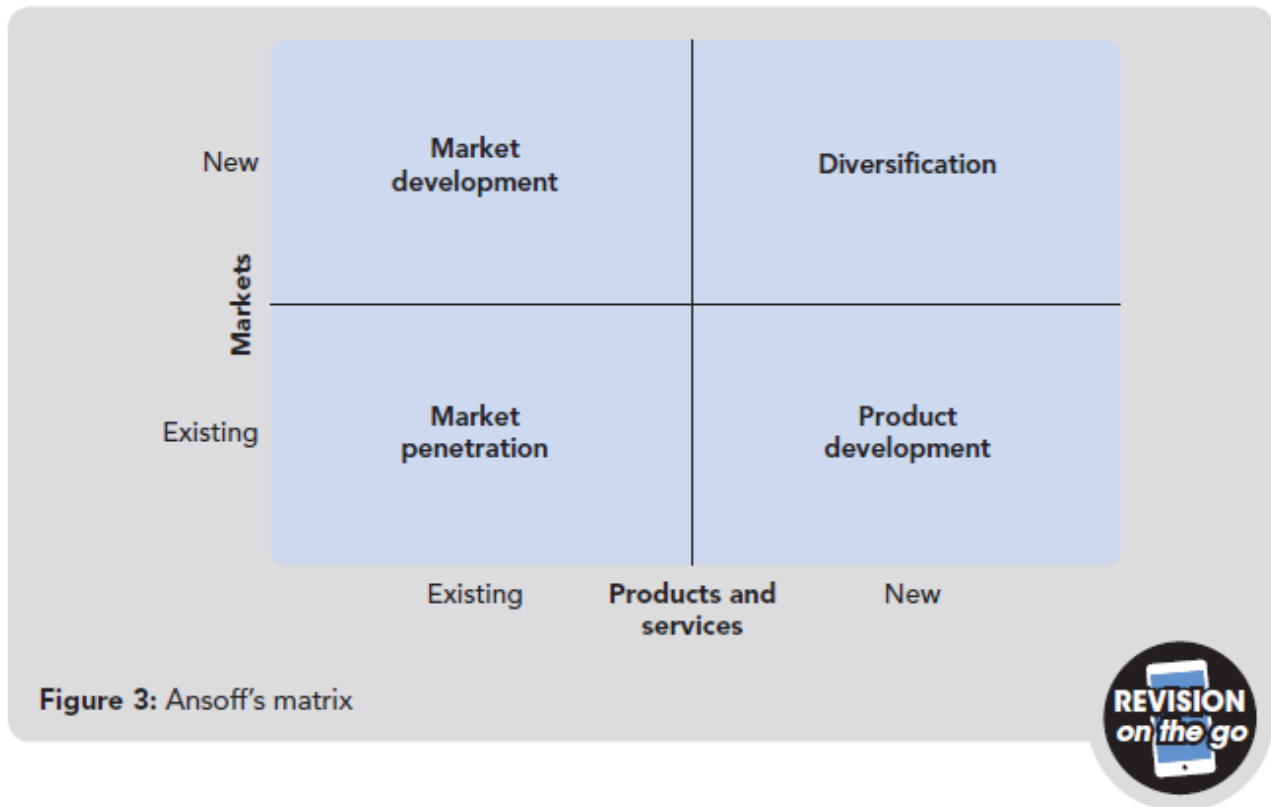 Market
development
Diversification
New
Markets
Market
penetration
Product
development
Existing
Existing
Products and
services
New
Figure 3: Ansoff’s matrix
REVISION
on the go